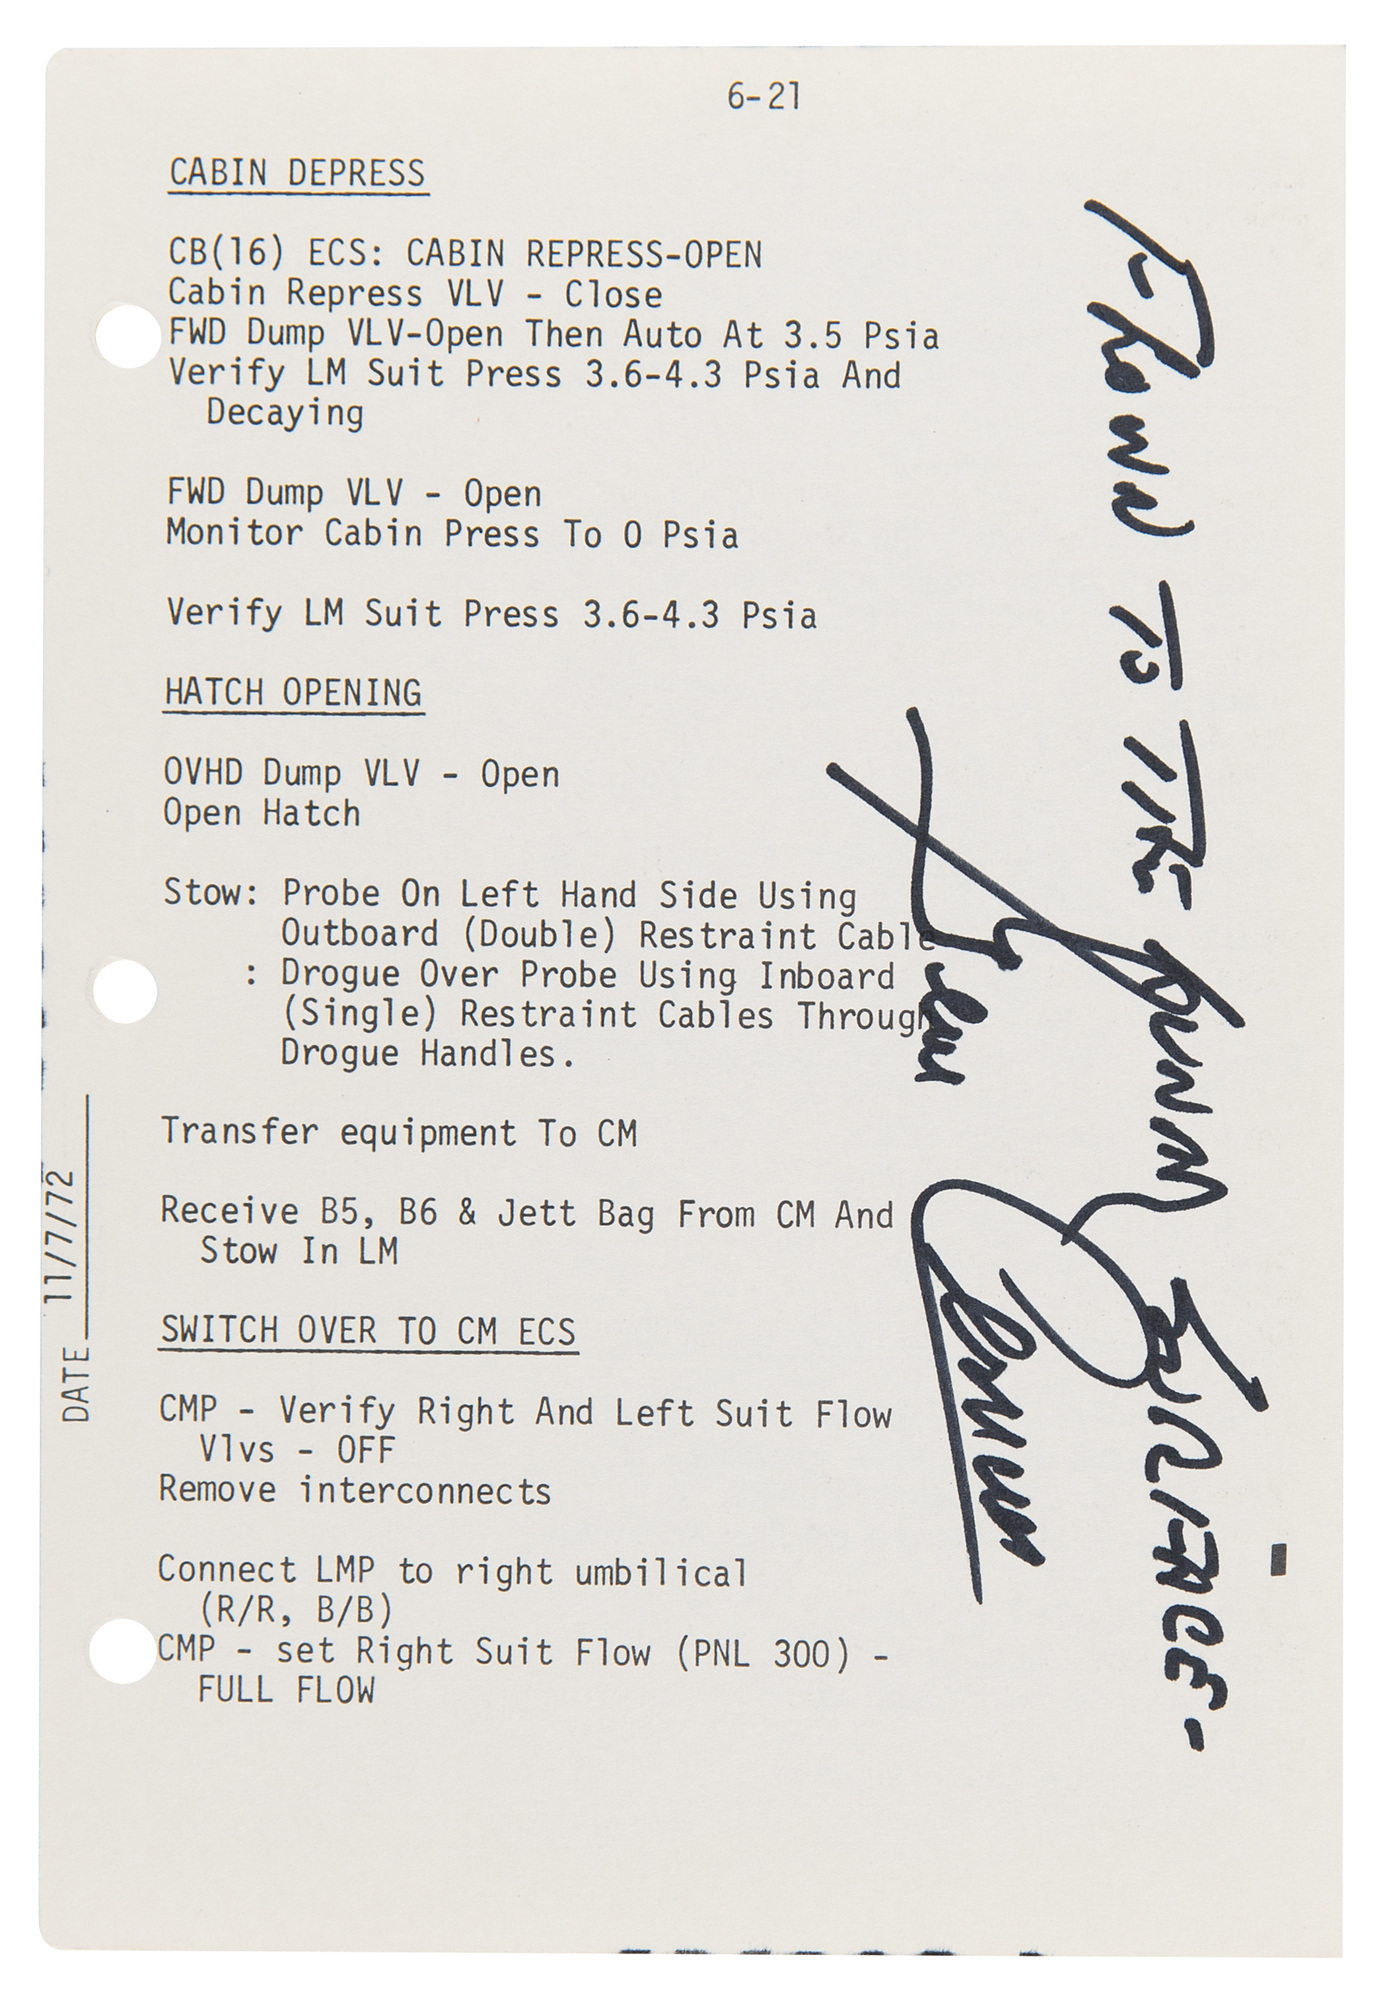 6-21
CABIN DEPRESS
CB(16) ECS: CABIN REPRESS-OPEN
Cabin Repress VLV - Close
FWD Dump VLV-Open Then Auto At 3.5 Psia
Verify LM Suit Press 3.6-4.3 Psia And
Decaying
FWD Dump VLV - Open
Monitor Cabin Press To 0 Psia
Verify LM Suit Press 3.6-4.3 Psia
HATCH OPENING
OVHD Dump VLV - Open
Open Hatch
Stow: Probe On Left Hand Side Using
Outboard (Double) Restraint Cable
: Drogue Over Probe Using Inboard
(Single) Restraint Cables Through
Drogue Handles.
Transfer equipment To CM
Receive B5, B6 & Jett Bag From CM And
Stow In LM
SWITCH OVER TO CM ECS
CMP - Verify Right And Left Suit Flow
Vlvs - OFF
Remove interconnects
Connect LMP to right umbilical
(R/R, B/B)
CMP - set Right Suit Flow (PNL 300) -
FULL FLOW
DATE 11/7/72
Flown TO THE LUNAR SURFACE-
Gene Cernan